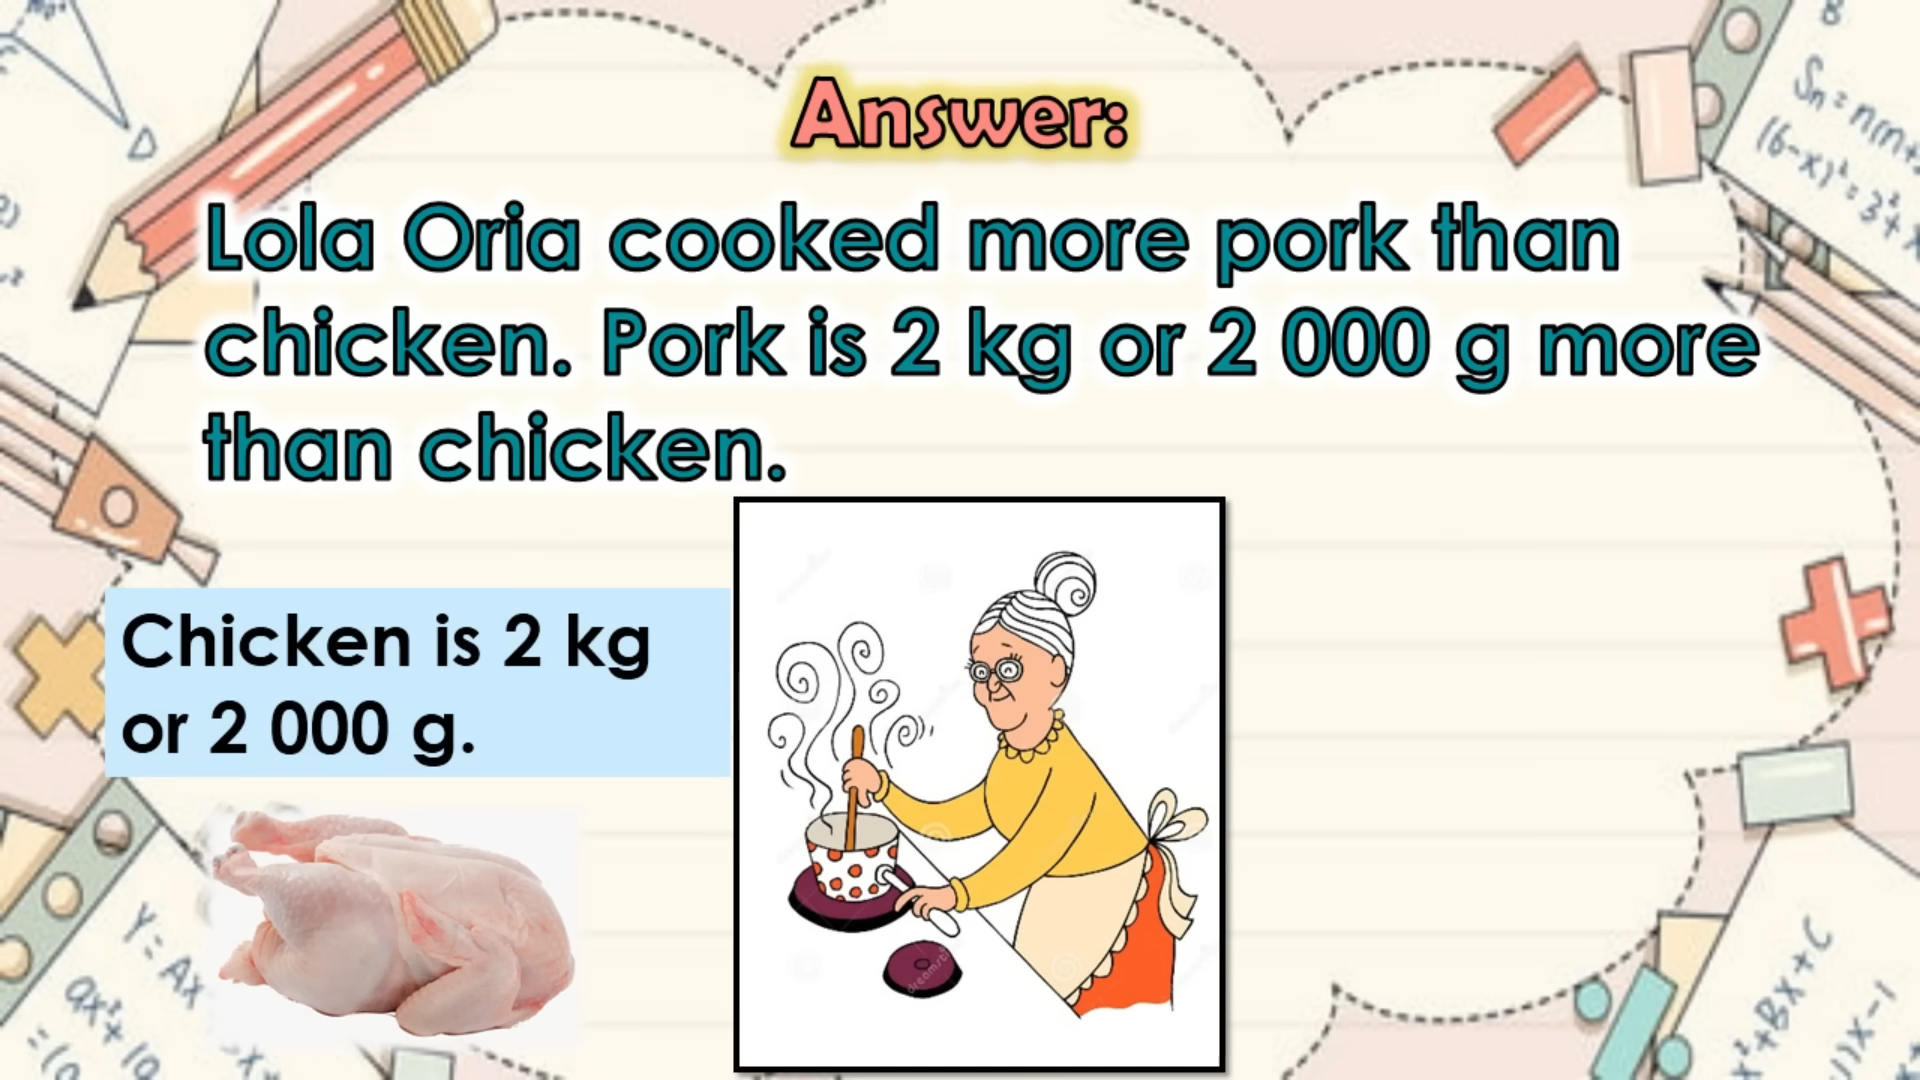 Answer:
Lola Oria cooked more pork than
chicken. Pork is 2 kg or 2 000 g more
than chicken.
Chicken is 2 kg
or 2 000 g.